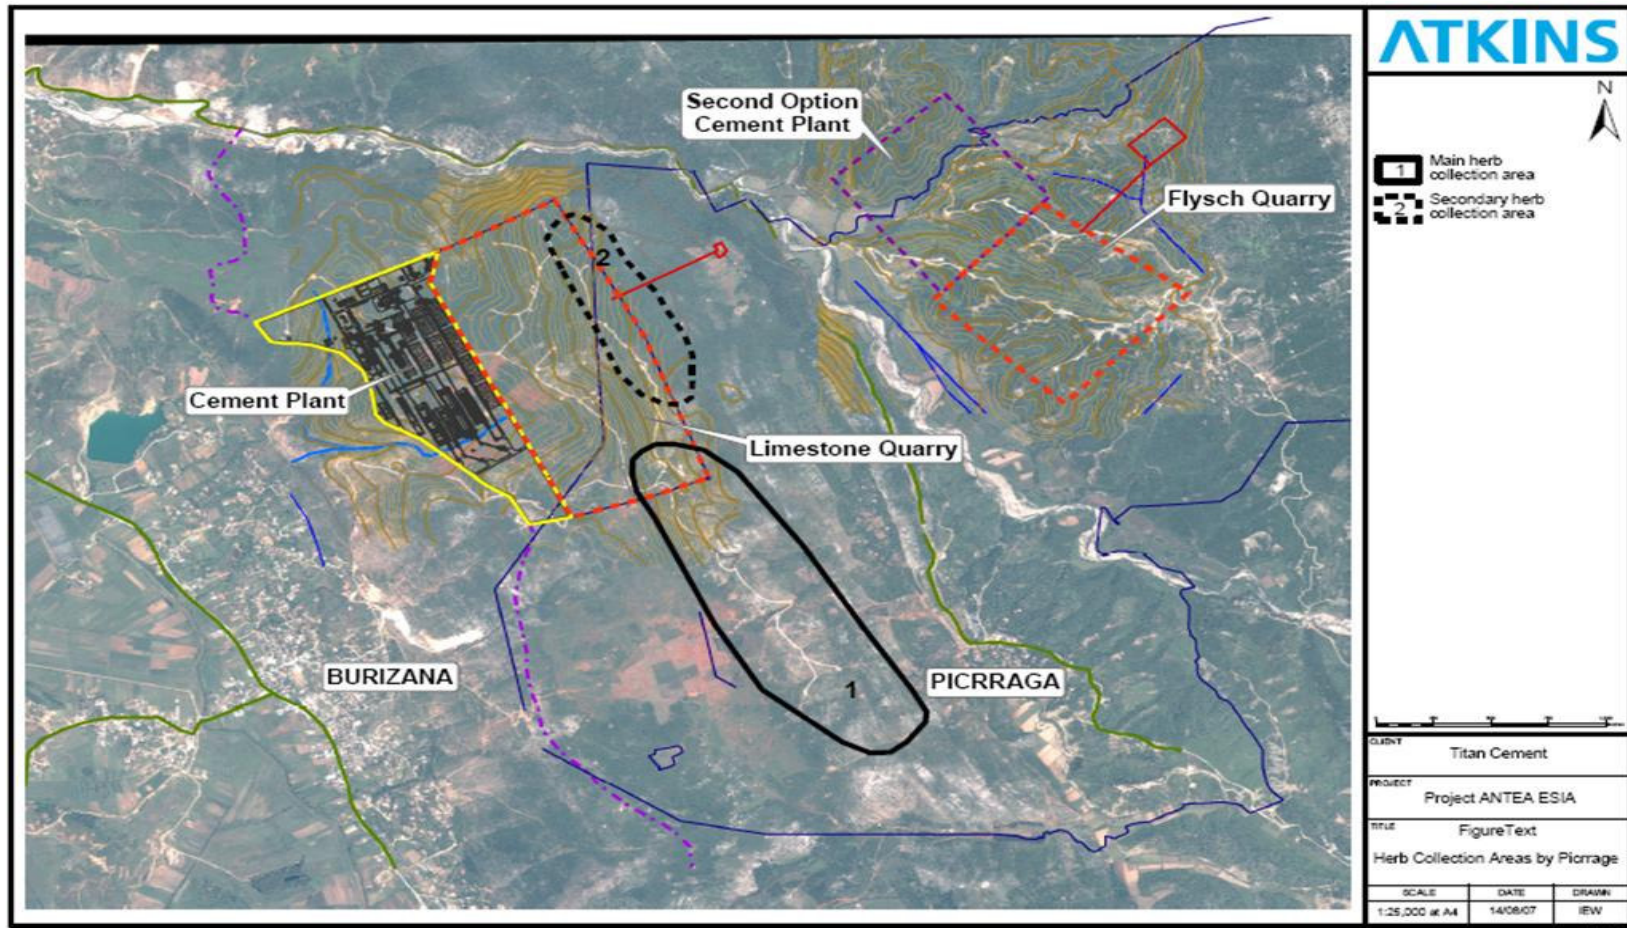 ATKINS
N
1 Main herb
collection area
2 Secondary herb
collection area
Second Option
Cement Plant
Flysch Quarry
2
Cement Plant
Limestone Quarry
BURIZANA
PICRRAGA
1
CLIENT
Titan Cement
PROJECT
Project ANTEA ESIA
TITLE
FigureText
Herb Collection Areas by Picrrage
SCALE DATE DRAWN
1:25,000 at A4 14/08/07 IEW